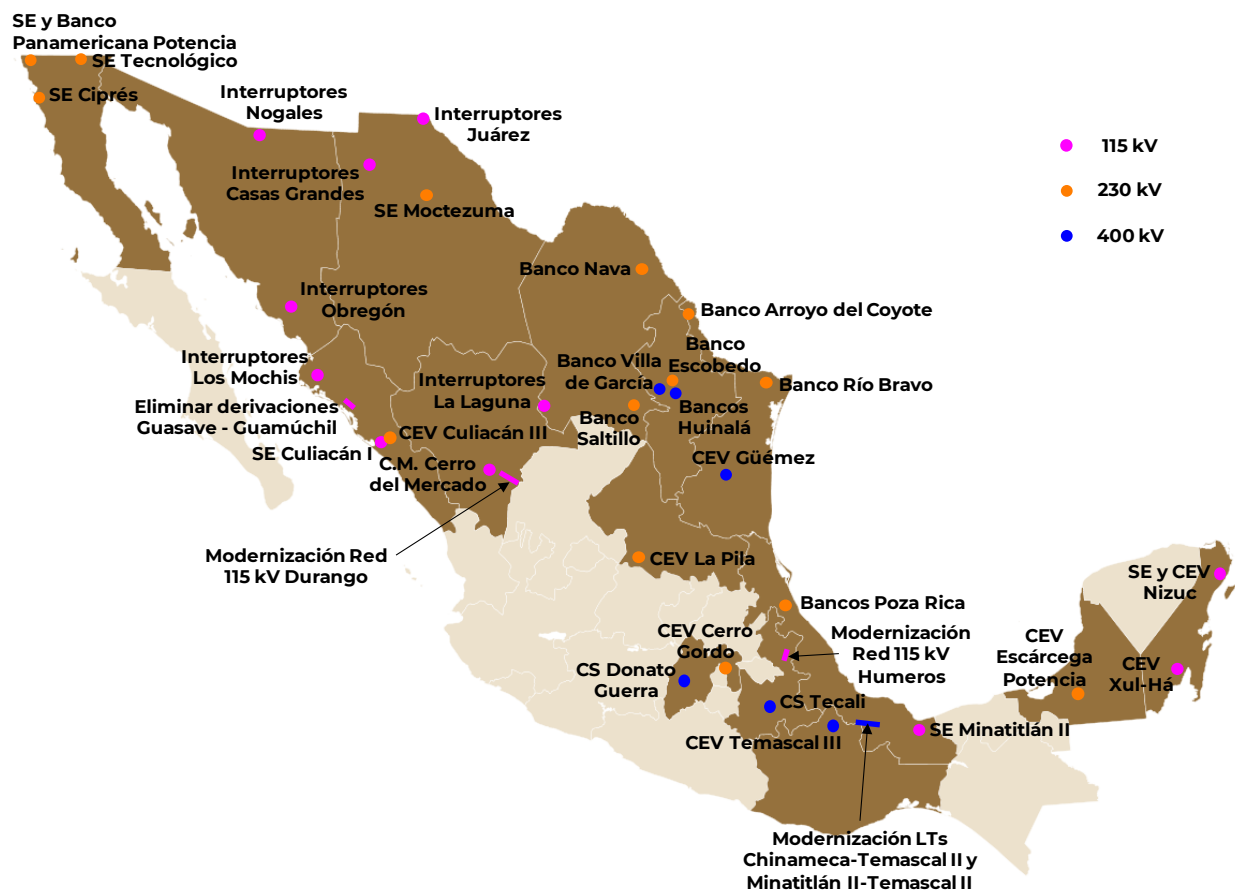 SE y Banco
Panamericana Potencia
SE Tecnológico
SE Ciprés
Interruptores
Nogales
Interruptores
Juárez
Interruptores
Casas Grandes
SE Moctezuma
115 kV
230 kV
400 kV
Banco Nava
Interruptores
Obregón
Banco Arroyo del Coyote
Banco
Escobedo
Banco Villa
de García
Interruptores
Los Mochis
Interruptores
La Laguna
Banco Río Bravo
Eliminar derivaciones
Guasave - Guamúchil
Banco
Saltillo
Bancos
Huinalá
CEV Culiacán III
SE Culiacán I
C.M. Cerro
del Mercado
CEV Güémez
Modernización Red
115 kV Durango
CEV La Pila
SE y CEV
Nizuc
Bancos Poza Rica
CEV Cerro
Gordo
Modernización
Red 115 kV
Humeros
CEV
Escárcega
Potencia
CS Donato
Guerra
CEV
Xul-Há
CS Tecali
CEV Temascal III
SE Minatitlán II
Modernización LTs
Chinameca-Temascal II y
Minatitlán II-Temascal II